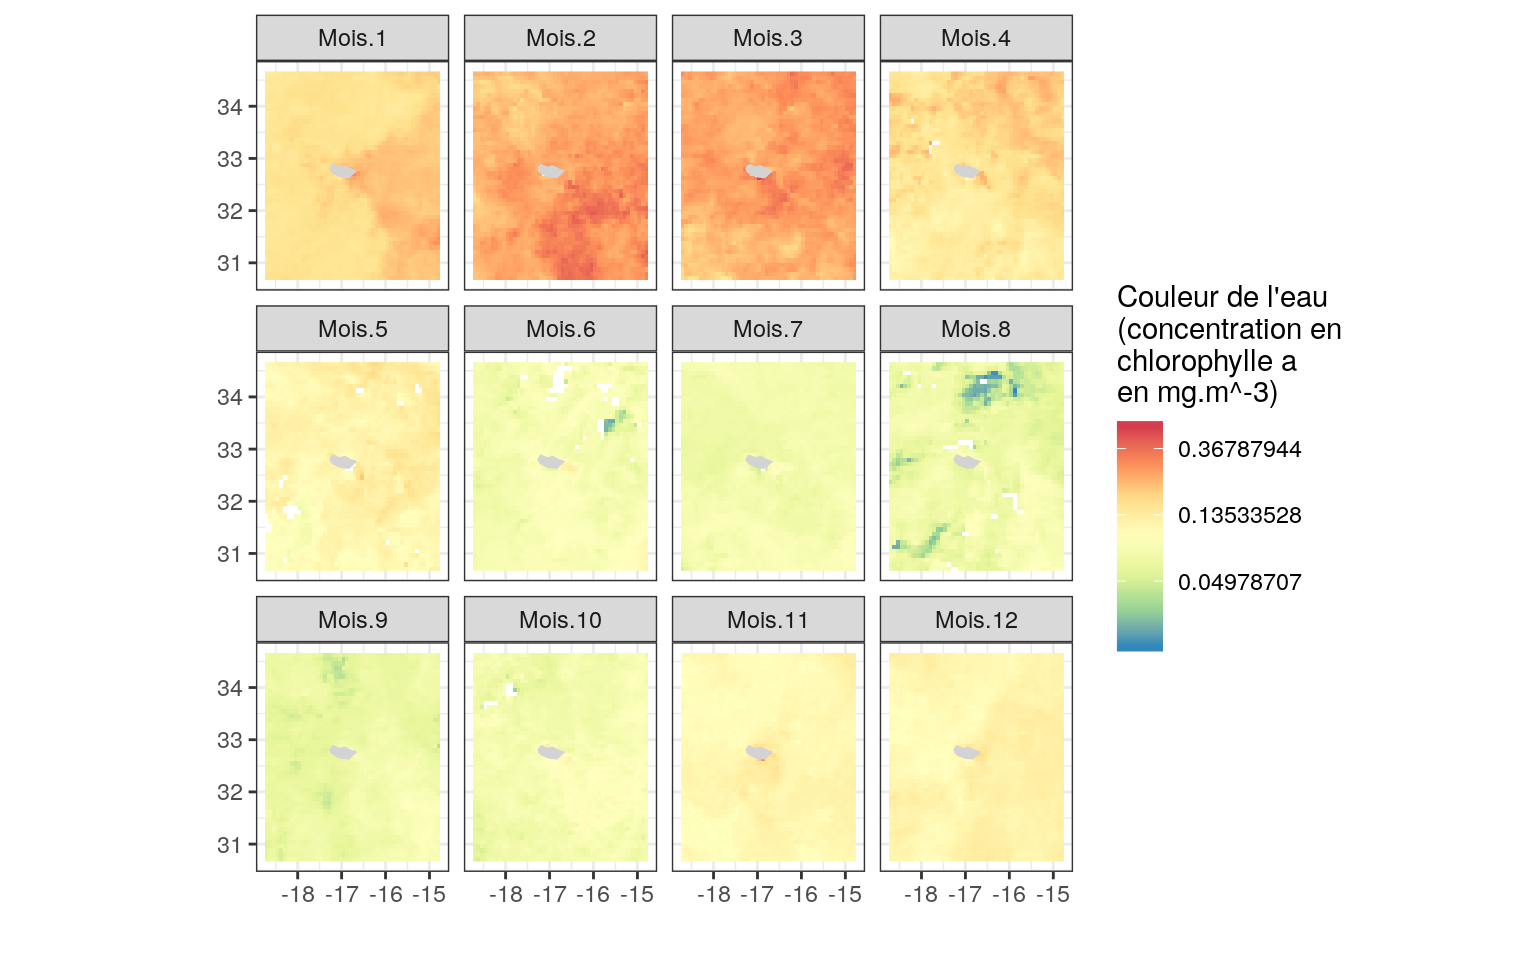 Mois.1 Mois.2 Mois.3 Mois.4
34
33
32
31
Mois.5 Mois.6 Mois.7 Mois.8
34
33
32
31
Mois.9 Mois.10 Mois.11 Mois.12
34
33
32
31
-18 -17 -16 -15 -18 -17 -16 -15 -18 -17 -16 -15 -18 -17 -16 -15
Couleur de l'eau
(concentration en
chlorophylle a
en mg.m^-3)
0.36787944
0.13533528
0.04978707